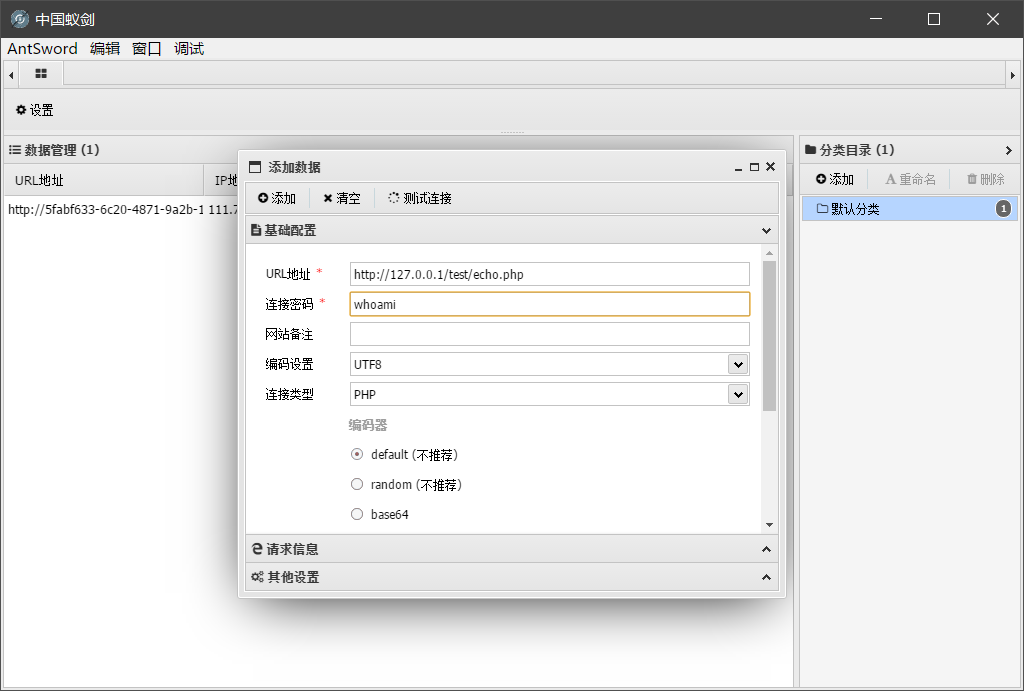 中国蚁剑
AntSword 编辑 窗口 调试
设置
数据管理 (1)
分类目录 (1)
URL地址 IP地
添加 重命名 删除
http://5fabf633-6c20-4871-9a2b-1 111.7
默认分类 1
添加数据
添加 清空 测试连接
基础配置
URL地址 * http://127.0.0.1/test/echo.php
连接密码 * whoami
网站备注
编码设置 UTF8
连接类型 PHP
编码器
default (不推荐)
random (不推荐)
base64
请求信息
其他设置